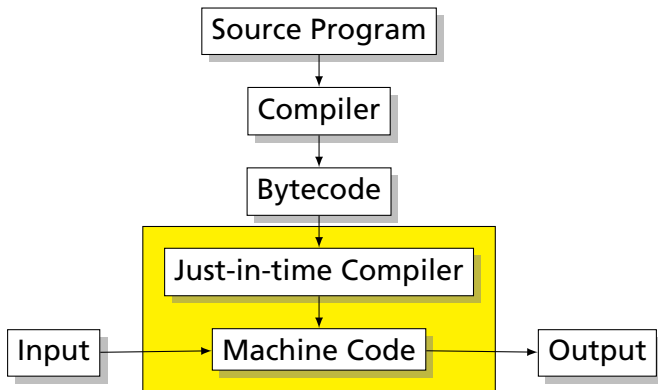 Source Program
Compiler
Bytecode
Just-in-time Compiler
Input
Machine Code
Output